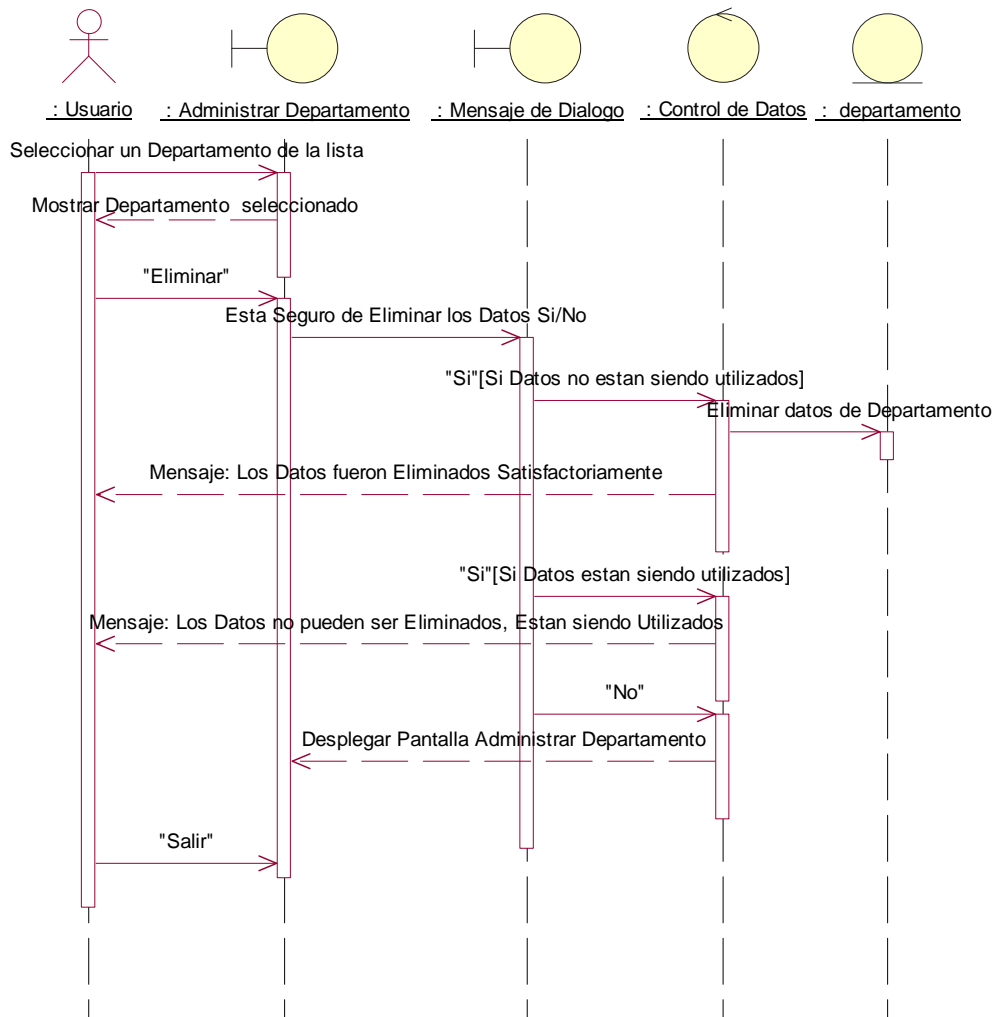 : Usuario
: Administrar Departamento
: Mensaje de Dialogo
: Control de Datos
: departamento
Seleccionar un Departamento de la lista
Mostrar Departamento seleccionado
"Eliminar"
Esta Seguro de Eliminar los Datos Si/No
"Si"[Si Datos no estan siendo utilizados]
Eliminar datos de Departamento
Mensaje: Los Datos fueron Eliminados Satisfactoriamente
"Si"[Si Datos estan siendo utilizados]
Mensaje: Los Datos no pueden ser Eliminados, Estan siendo Utilizados
"No"
Desplegar Pantalla Administrar Departamento
"Salir"